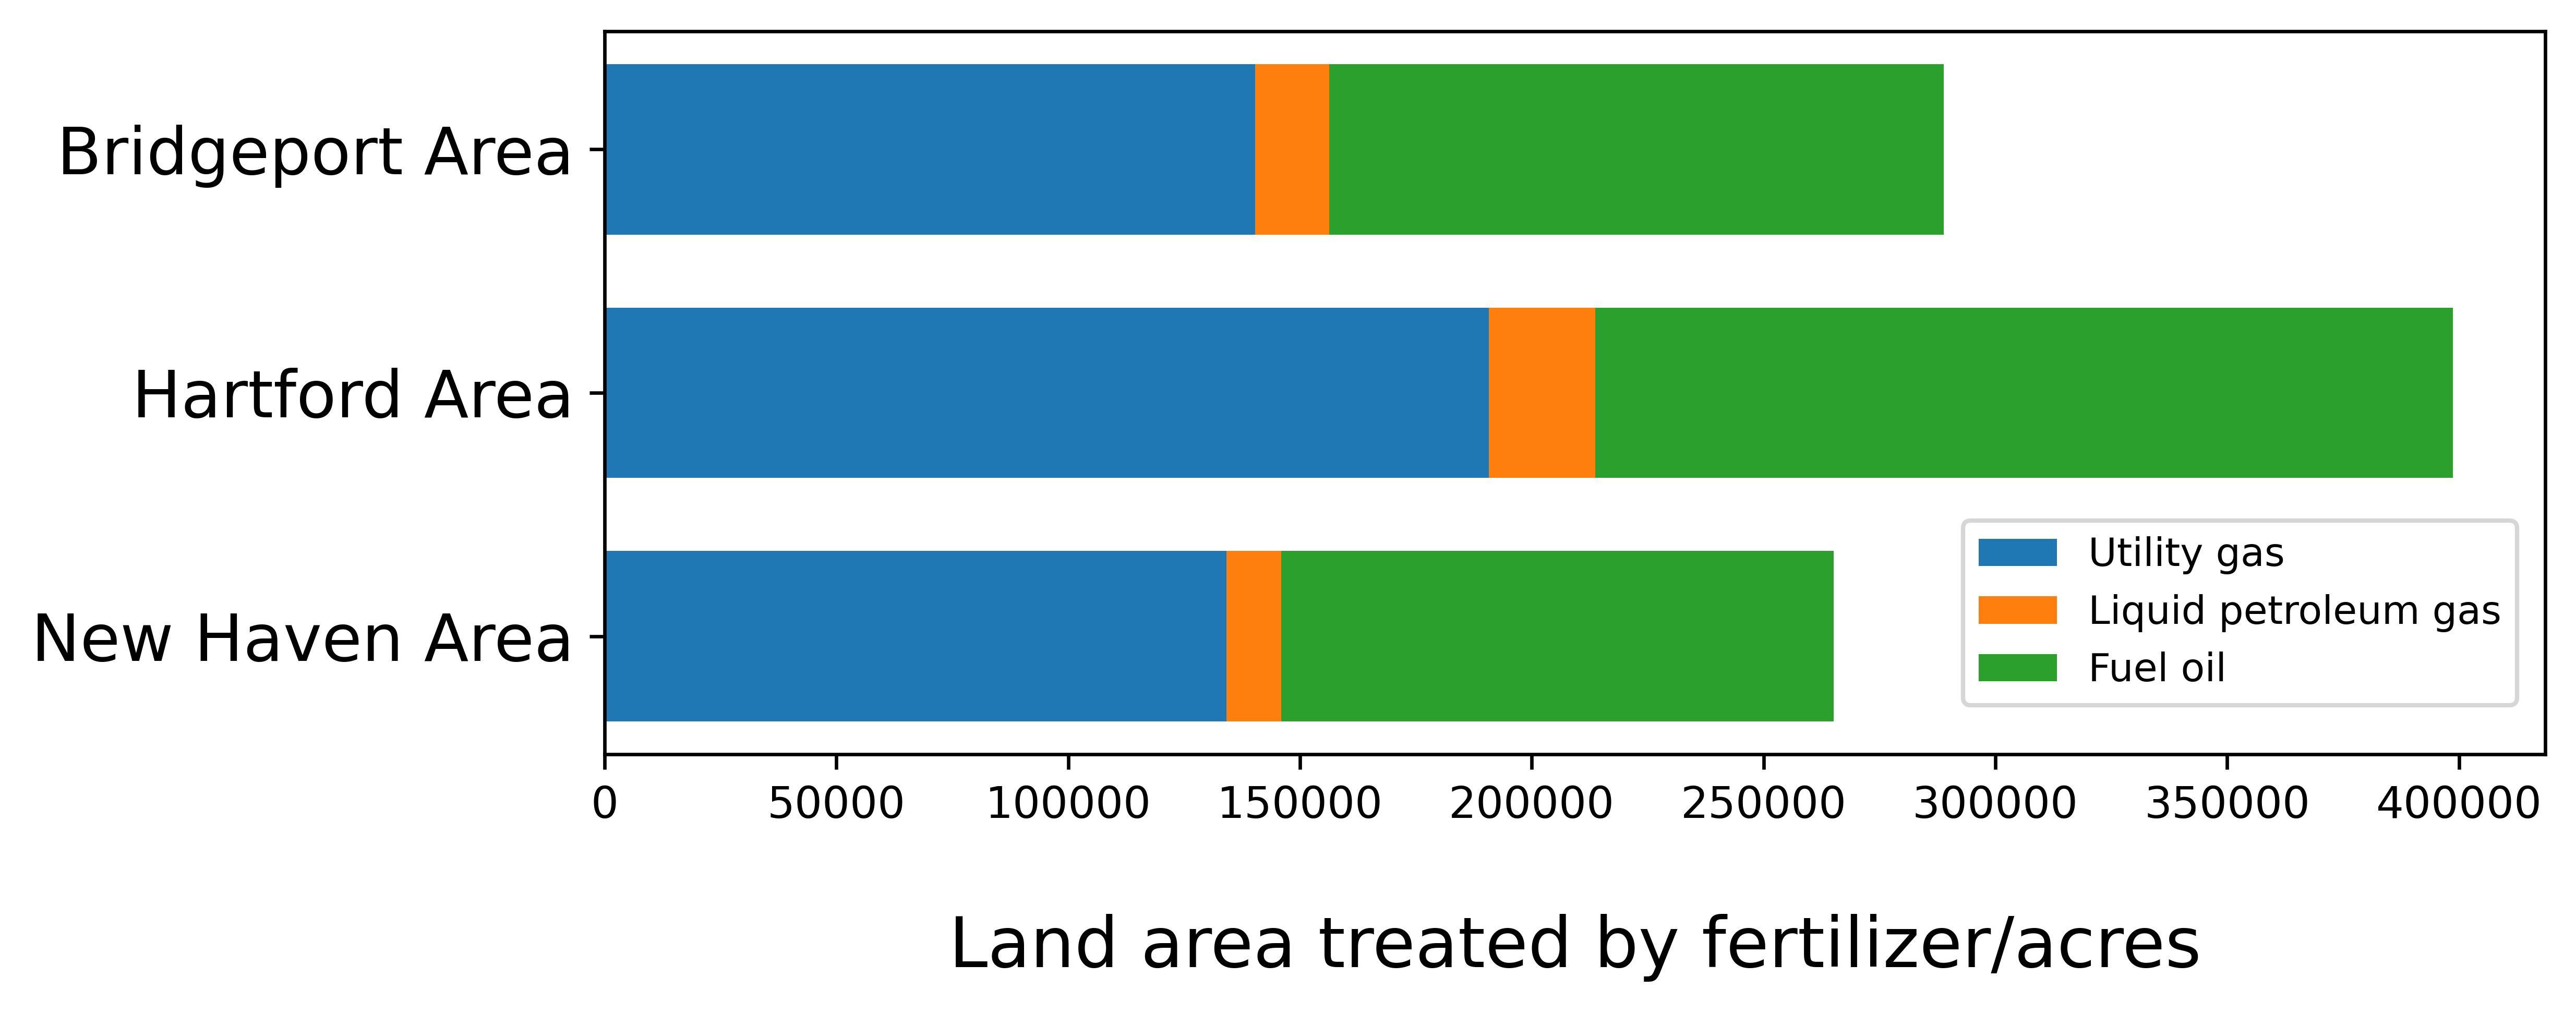 Bridgeport Area
Hartford Area
New Haven Area
Utility gas
Liquid petroleum gas
Fuel oil
0 50000 100000 150000 200000 250000 300000 350000 400000
Land area treated by fertilizer/acres